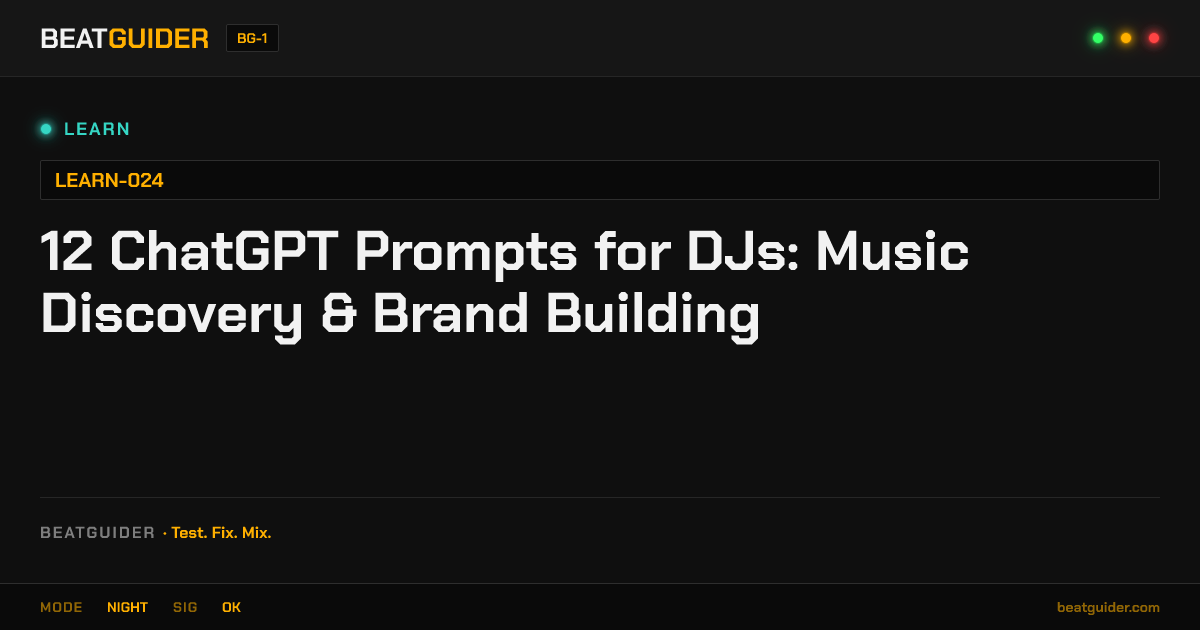 BEATGUIDER BG-1
LEARN
LEARN-024
12 ChatGPT Prompts for DJs: Music
Discovery & Brand Building
BEATGUIDER · Test. Fix. Mix.
MODE NIGHT SIG OK beatguider.com